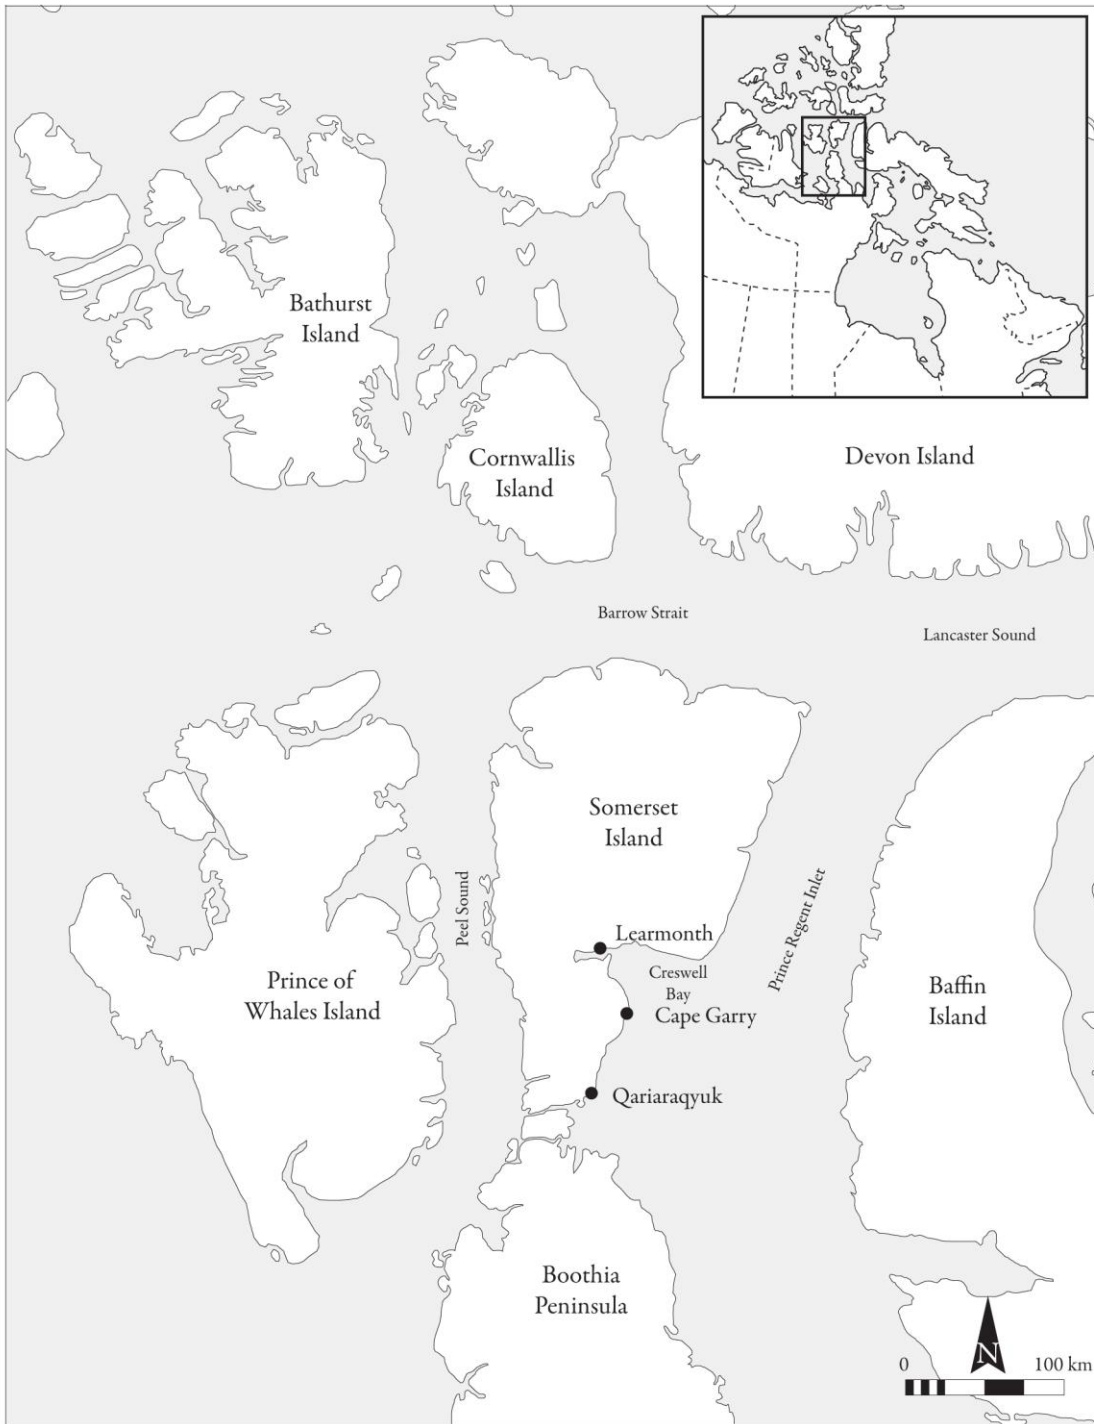 Bathurst
Island
Cornwallis
Island
Devon Island
Barrow Strait
Lancaster Sound
Somerset
Island
Peel Sound
Prince Regent Inlet
Learmonth
Creswell
Bay
Cape Garry
Prince of
Whales Island
Baffin
Island
Qariaraqyuk
Boothia
Peninsula
N
0 100 km